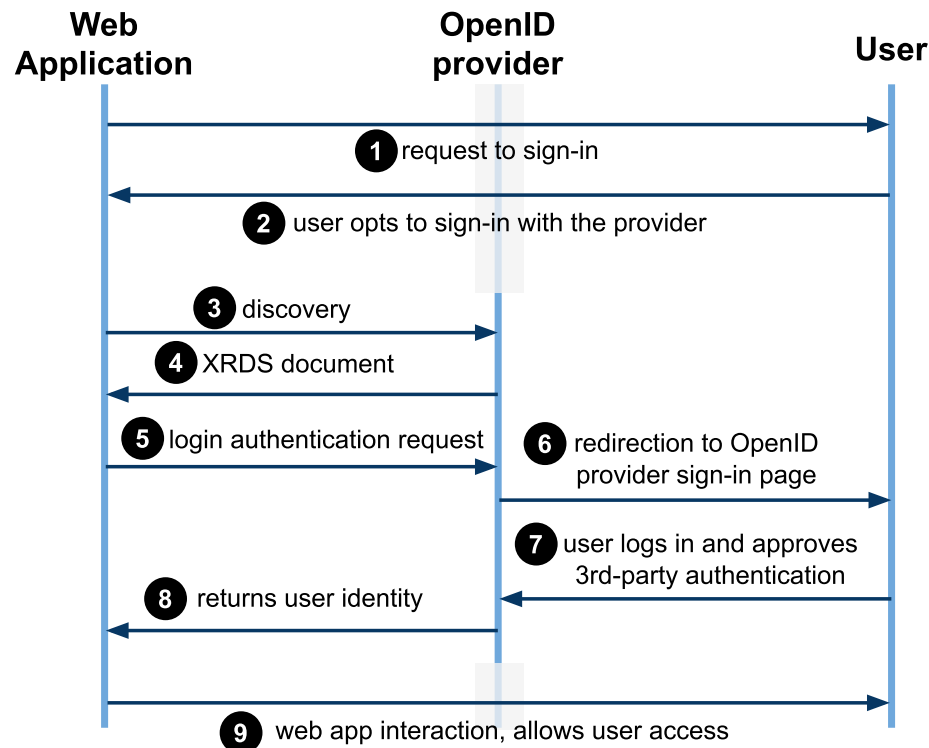 Web
Application
OpenID
provider
User
1 request to sign-in
2 user opts to sign-in with the provider
3 discovery
4 XRDS document
5 login authentication request
6 redirection to OpenID
provider sign-in page
7 user logs in and approves
3rd-party authentication
8 returns user identity
9 web app interaction, allows user access